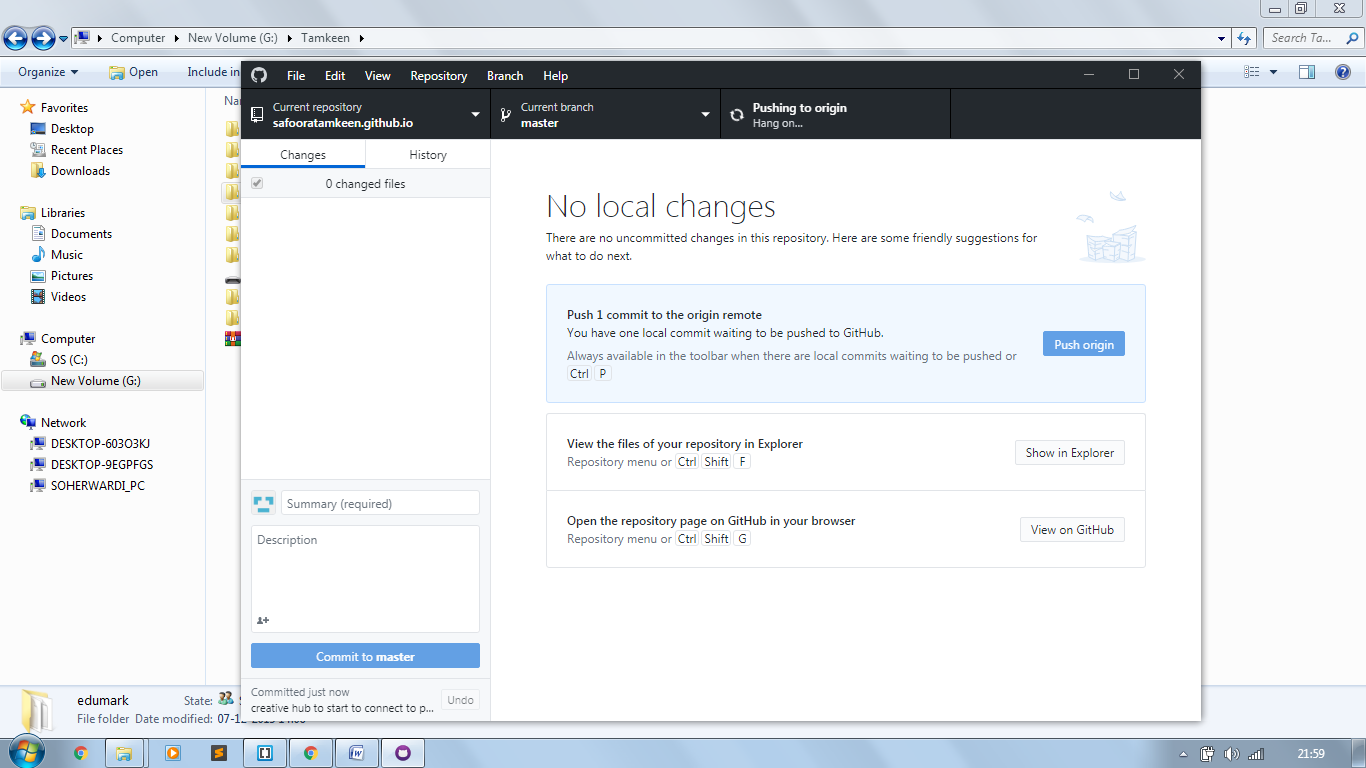 Computer
New Volume (G:)
Tamkeen
Search Ta...
Organize
Open
Include in
File
Edit
View
Repository
Branch
Help
Current repository
safooratamkeen.github.io
Current branch
master
Pushing to origin
Hang on...
Favorites
Desktop
Recent Places
Downloads
Libraries
Documents
Music
Pictures
Videos
Computer
OS (C:)
New Volume (G:)
Network
DESKTOP-603O3KJ
DESKTOP-9EGPFGS
SOHERWARDI_PC
Changes
History
0 changed files
No local changes
There are no uncommitted changes in this repository. Here are some friendly suggestions for
what to do next.
Push 1 commit to the origin remote
You have one local commit waiting to be pushed to GitHub.
Always available in the toolbar when there are local commits waiting to be pushed or
Ctrl P
Push origin
View the files of your repository in Explorer
Repository menu or Ctrl Shift F
Show in Explorer
Open the repository page on GitHub in your browser
Repository menu or Ctrl Shift G
View on GitHub
Summary (required)
Description
Commit to master
Committed just now
creative hub to start to connect to p...
Undo
edumark
State:
File folder
Date modified:
21:59